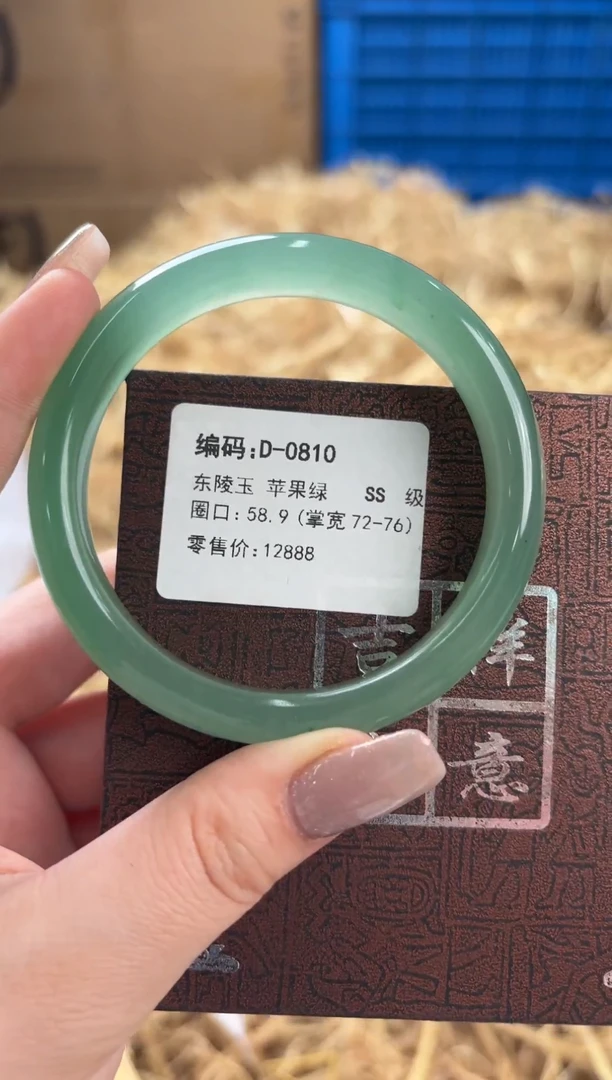 编码:D-0810
东陵玉 苹果绿 SS 级
圈口:58.9(掌宽72-76)
零售价:12888
吉祥
意